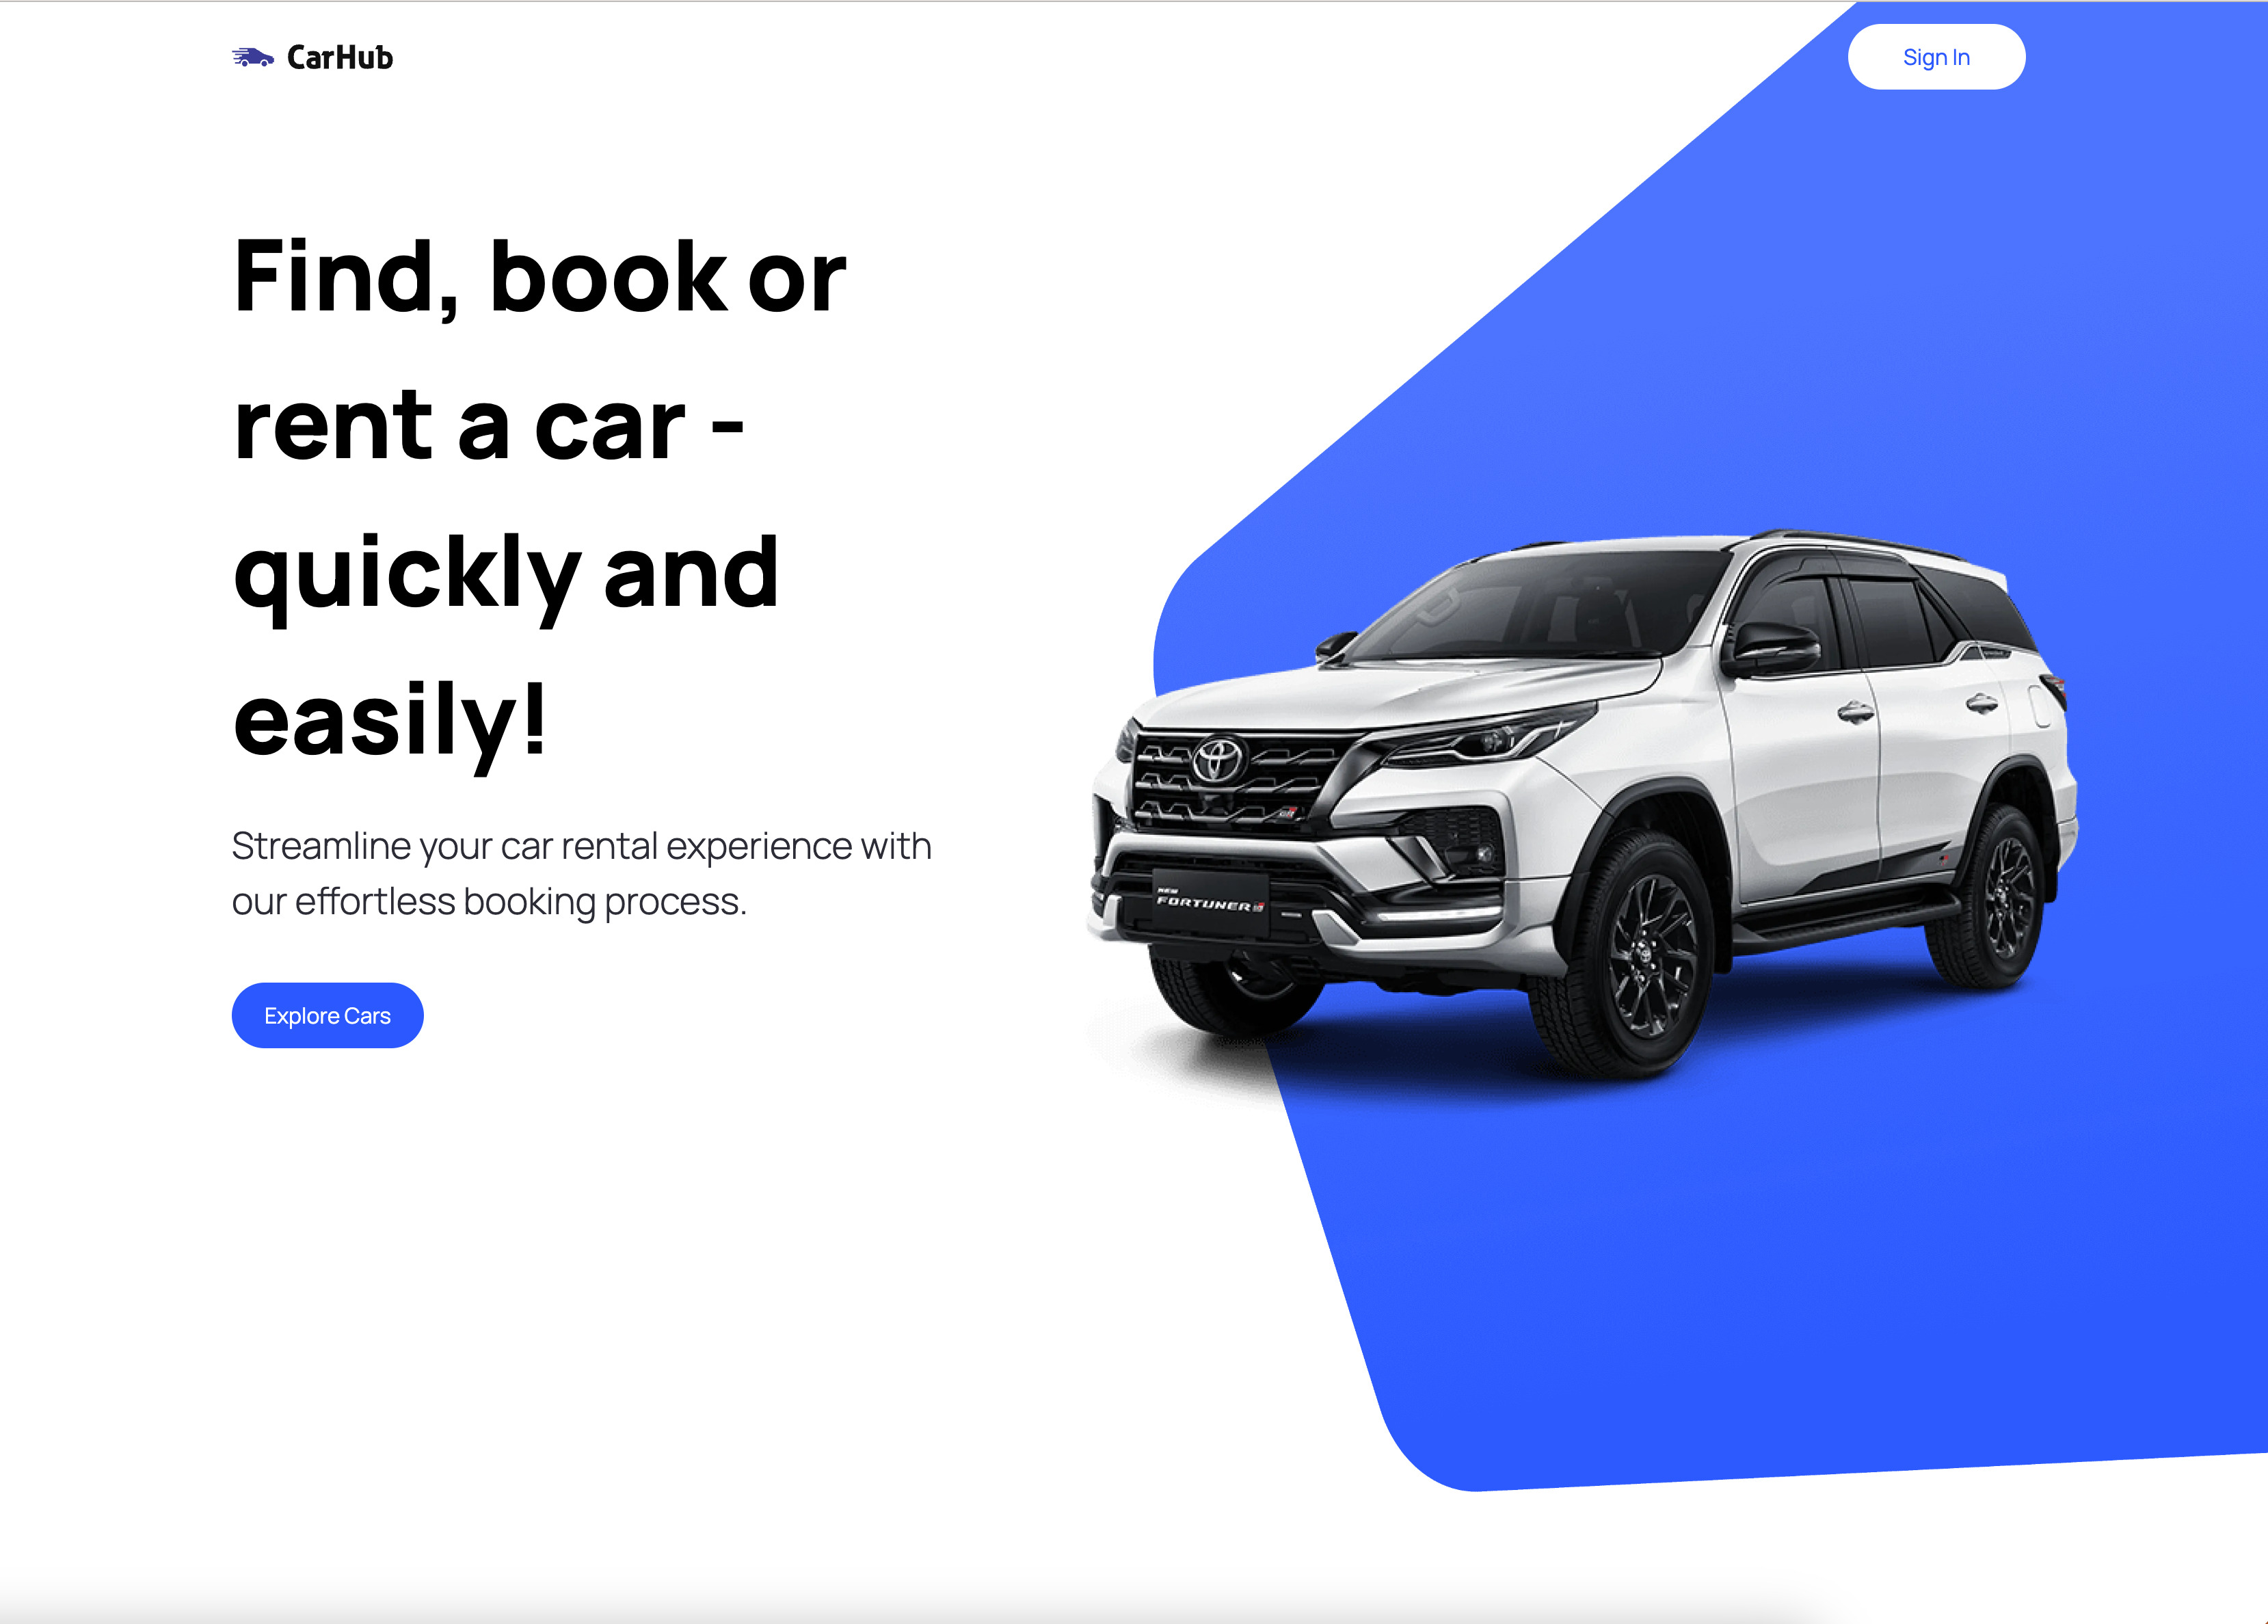 CarHub
Sign In
Find, book or
rent a car -
quickly and
easily!
Streamline your car rental experience with
our effortless booking process.
Explore Cars
NEW
FORTUNER GR